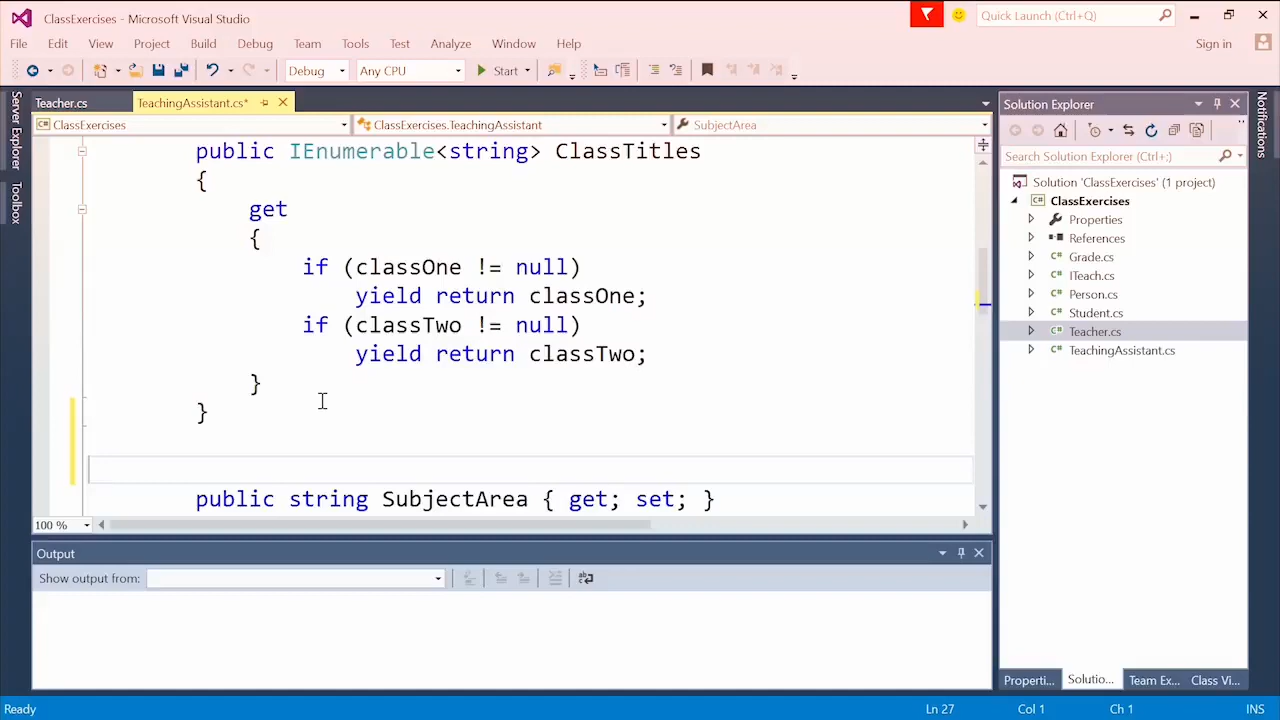 ClassExercises - Microsoft Visual Studio
Quick Launch (Ctrl+Q)
File Edit View Project Build Debug Team Tools Test Analyze Window Help
Sign in
Debug Any CPU Start
Server Explorer
Toolbox
Teacher.cs TeachingAssistant.cs*
ClassExercises ClassExercises.TeachingAssistant SubjectArea
public IEnumerable<string> ClassTitles
{
get
{
if (classOne != null)
yield return classOne;
if (classTwo != null)
yield return classTwo;
}
}
public string SubjectArea { get; set; }
100 %
Output
Show output from:
Solution Explorer
Search Solution Explorer (Ctrl+;)
Solution 'ClassExercises' (1 project)
C# ClassExercises
Properties
References
C# Grade.cs
C# ITeach.cs
C# Person.cs
C# Student.cs
C# Teacher.cs
C# TeachingAssistant.cs
Properti... Solutio... Team Ex... Class Vi...
Notifications
Ready Ln 27 Col 1 Ch 1 INS